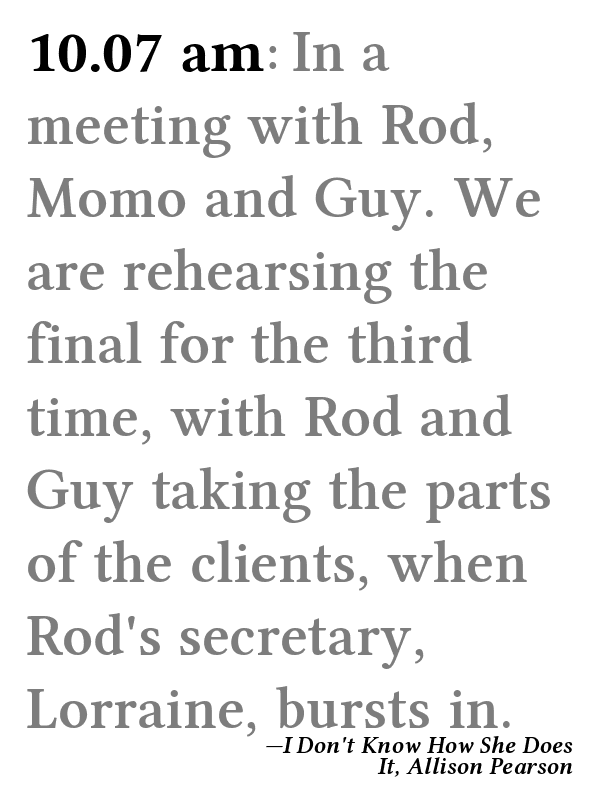 10.07 am: In a
meeting with Rod,
Momo and Guy. We
are rehearsing the
final for the third
time, with Rod and
Guy taking the parts
of the clients, when
Rod's secretary,
Lorraine, bursts in.
—I Don't Know How She Does
It, Allison Pearson